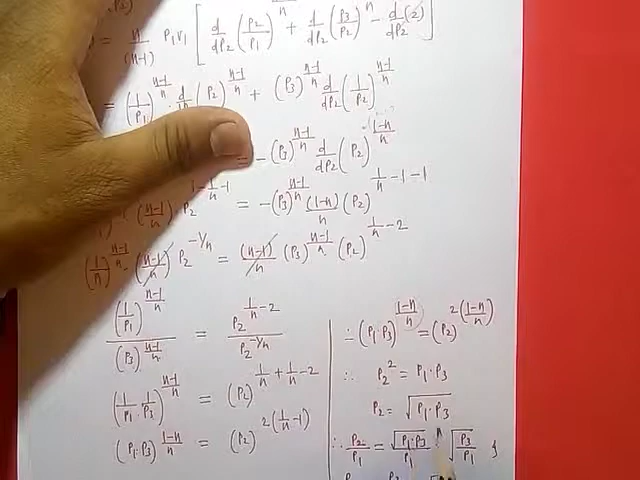 = n/(n-1) P₁V₁ [ d/dP₂ (P₂/P₁) + d/dP₂ (P₃/P₂)^n - d/dP₂ (2) ]
= (1/P₁)^((n-1)/n) · d/d (P₂)^((n-1)/n) + (P₃)^((n-1)/n) d/dP₂ (1/P₂)^((n-1)/n)
= -(P₃)^((n-1)/n) d/dP₂ (P₂)^((1-n)/n)
(n-1/n) · P₂^(1-1/n-1) = -(P₃)^((n-1)/n) (1-n)/n (P₂)^(1/n-1-1)
(1/P₁)^((n-1)/n) · (n-1)/n P₂^(-1/n) = (n-1)/n (P₃)^((n-1)/n) (P₂)^(1/n-2)
(1/P₁)^((n-1)/n) / (P₃)^((n-1)/n) = P₂^(1/n-2) / P₂^(-1/n)
(1/P₁ · 1/P₃)^((n-1)/n) = (P₂)^(1/n+1/n-2)
(P₁·P₃)^((1-n)/n) = (P₂)^(2(1/n-1))
∴ (P₁·P₃)^((1-n)/n) = (P₂)^(2((1-n)/n))
∴ P₂² = P₁·P₃
P₂ = √(P₁·P₃)
∴ P₂/P₁ = √(P₁·P₃)/P₁ = √(P₃/P₁)